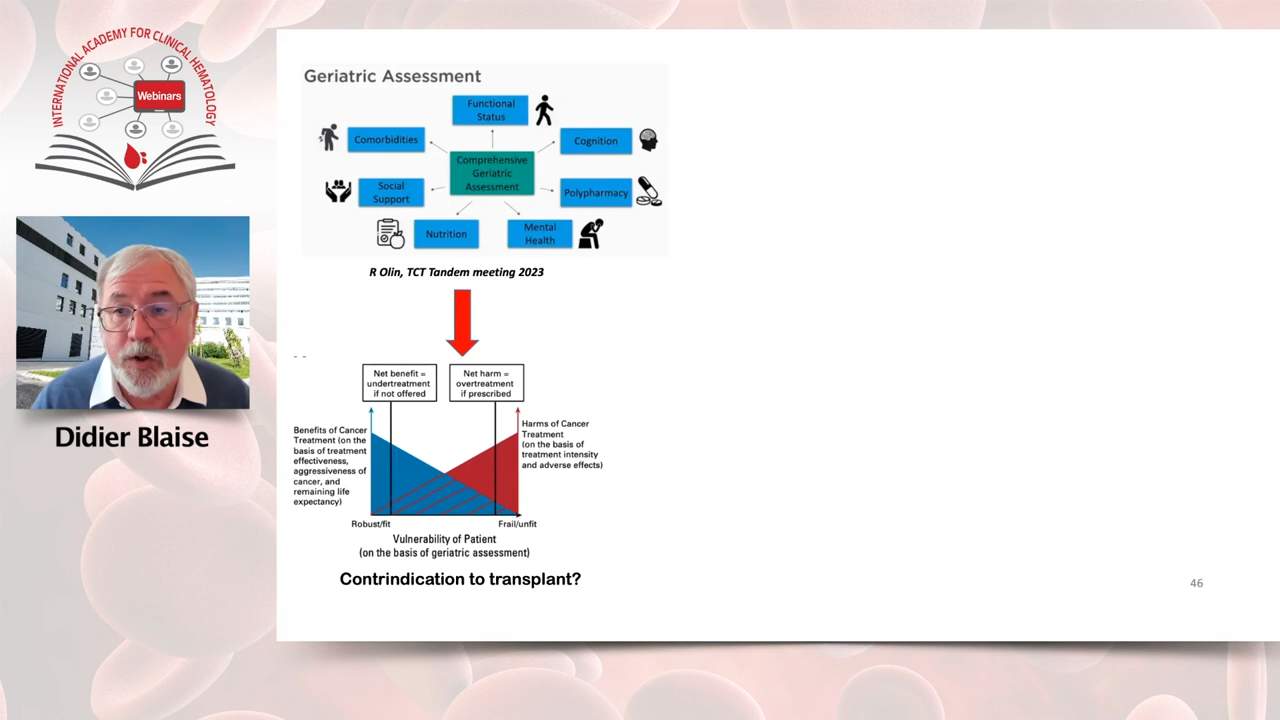 INTERNATIONAL ACADEMY FOR CLINICAL HEMATOLOGY
Webinars
Didier Blaise
Geriatric Assessment
Functional
Status
Comorbidities
Cognition
Comprehensive
Geriatric
Assessment
Social
Support
Polypharmacy
Nutrition
Mental
Health
R Olin, TCT Tandem meeting 2023
Net benefit =
undertreatment
if not offered
Net harm =
overtreatment
if prescribed
Benefits of Cancer
Treatment (on the
basis of treatment
effectiveness,
aggressiveness of
cancer, and
remaining life
expectancy)
Harms of Cancer
Treatment
(on the basis of
treatment intensity
and adverse effects)
Robust/fit
Frail/unfit
Vulnerability of Patient
(on the basis of geriatric assessment)
Contrindication to transplant?
46